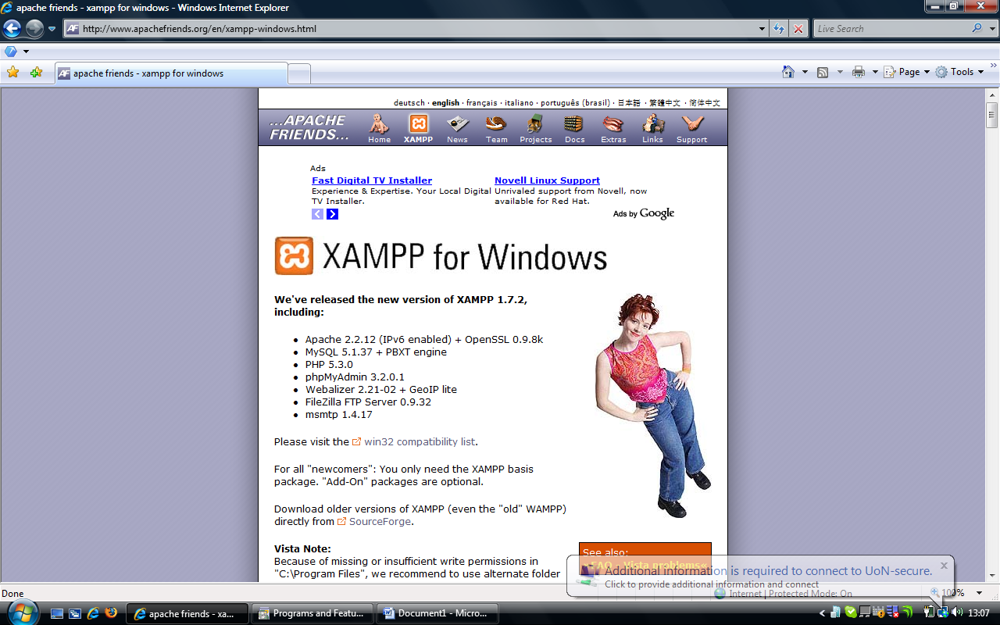 apache friends - xampp for windows - Windows Internet Explorer
http://www.apachefriends.org/en/xampp-windows.html
Live Search
apache friends - xampp for windows
Page
Tools
deutsch · english · français · italiano · português (brasil) · 日本語 · 繁體中文 · 简体中文
...APACHE
FRIENDS...
Home
XAMPP
News
Team
Projects
Docs
Extras
Links
Support
Ads
Fast Digital TV Installer
Experience & Expertise. Your Local Digital
TV Installer.
Novell Linux Support
Unrivaled support from Novell, now
available for Red Hat.
Ads by Google
XAMPP for Windows
We've released the new version of XAMPP 1.7.2,
including:
Apache 2.2.12 (IPv6 enabled) + OpenSSL 0.9.8k
MySQL 5.1.37 + PBXT engine
PHP 5.3.0
phpMyAdmin 3.2.0.1
Webalizer 2.21-02 + GeoIP lite
FileZilla FTP Server 0.9.32
msmtp 1.4.17
Please visit the win32 compatibility list.
For all "newcomers": You only need the XAMPP basis
package. "Add-On" packages are optional.
Download older versions of XAMPP (even the "old" WAMPP)
directly from SourceForge.
Vista Note:
Because of missing or insufficient write permissions in
"C:\Program Files", we recommend to use alternate folder
See also:
»FAQ - Vista problems«
Additional information is required to connect to UoN-secure.
Click to provide additional information and connect
Done
Internet | Protected Mode: On
100%
apache friends - xa...
Programs and Featu...
Document1 - Micro...
13:07